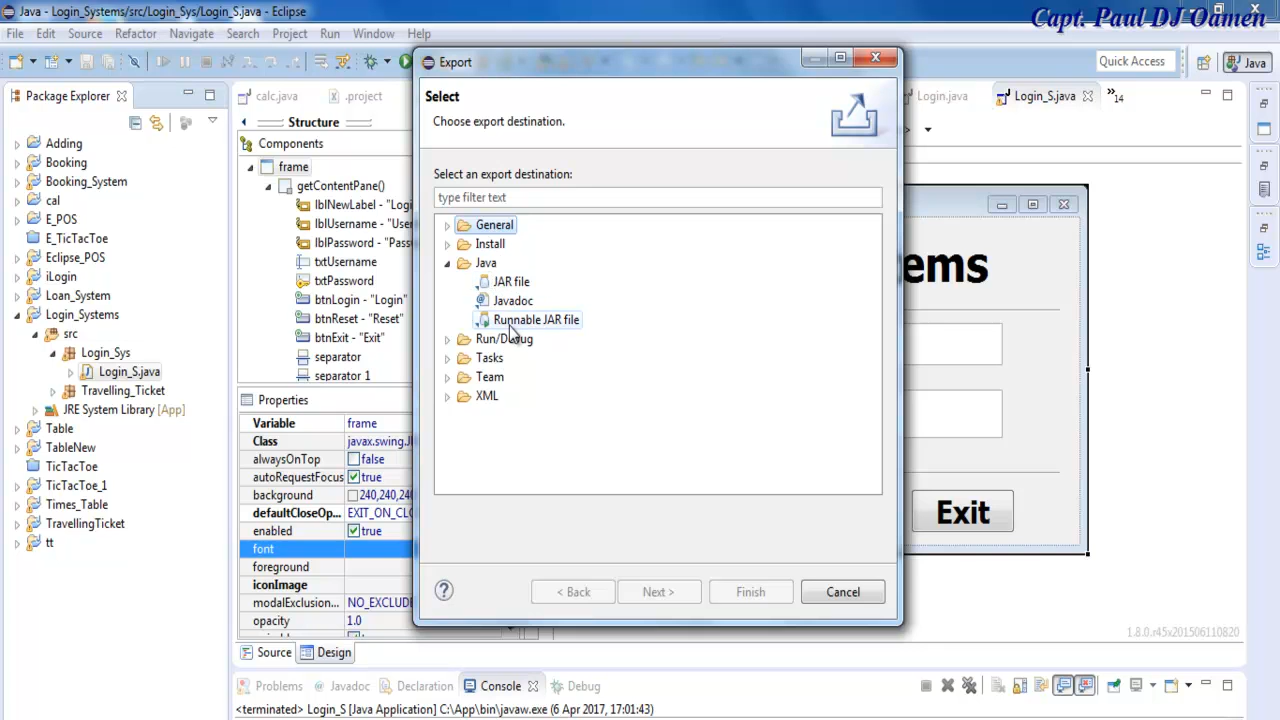 Java - Login_Systems/src/Login_Sys/Login_S.java - Eclipse
Capt. Paul DJ Oamen
File Edit Source Refactor Navigate Search Project Run Window Help
Quick Access
Java
Package Explorer
Adding
Booking
Booking_System
cal
E_POS
E_TicTacToe
Eclipse_POS
iLogin
Loan_System
Login_Systems
src
Login_Sys
Login_S.java
Travelling_Ticket
JRE System Library [App]
Table
TableNew
TicTacToe
TicTacToe_1
Times_Table
TravellingTicket
tt
calc.java
.project
Login.java
Login_S.java
14
Structure
Components
frame
getContentPane()
lblNewLabel - "Logi
lblUsername - "Use
lblPassword - "Pass
txtUsername
txtPassword
btnLogin - "Login"
btnReset - "Reset"
btnExit - "Exit"
separator
separator 1
Properties
Variable frame
Class javax.swing.J
alwaysOnTop false
autoRequestFocus true
background 240,240,240
defaultCloseOp... EXIT_ON_CLO
enabled true
font
foreground
iconImage
modalExclusion... NO_EXCLUDE
opacity 1.0
Source Design
Export
Select
Choose export destination.
Select an export destination:
type filter text
General
Install
Java
JAR file
Javadoc
Runnable JAR file
Run/Debug
Tasks
Team
XML
< Back Next > Finish Cancel
ems
Exit
1.8.0.r45x201506110820
Problems Javadoc Declaration Console Debug
<terminated> Login_S [Java Application] C:\App\bin\javaw.exe (6 Apr 2017, 17:01:43)